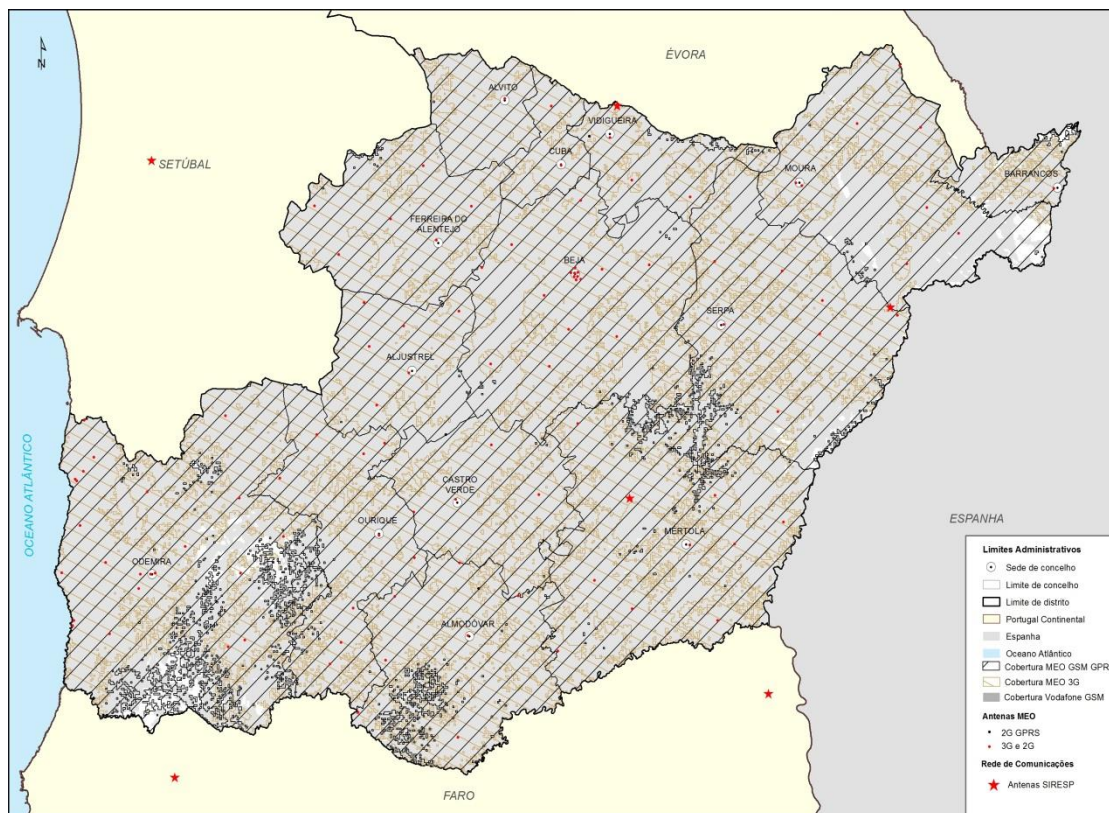 N
ÉVORA
ALVITO
VIDIGUEIRA
CUBA
SETÚBAL
MOURA
BARRANCOS
FERREIRA DO
ALENTEJO
BEJA
SERPA
ALJUSTREL
OCEANO ATLÂNTICO
CASTRO
VERDE
OURIQUE
MÉRTOLA
ESPANHA
ODEMIRA
ALMODÔVAR
FARO
Limites Administrativos
Sede de concelho
Limite de concelho
Limite de distrito
Portugal Continental
Espanha
Oceano Atlântico
Cobertura MEO GSM GPR
Cobertura MEO 3G
Cobertura Vodafone GSM
Antenas MEO
2G GPRS
3G e 2G
Rede de Comunicações
Antenas SIRESP